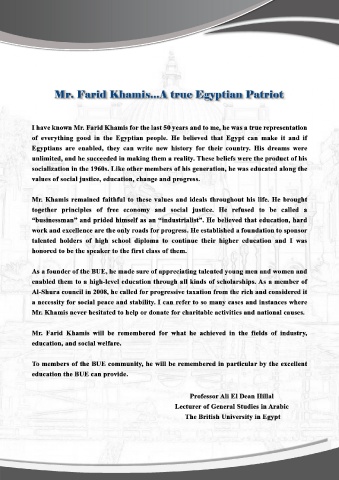 Mr. Farid Khamis...A true Egyptian Patriot
I have known Mr. Farid Khamis for the last 50 years and to me, he was a true representation
of everything good in the Egyptian people. He believed that Egypt can make it and if
Egyptians are enabled, they can write new history for their country. His dreams were
unlimited, and he succeeded in making them a reality. These beliefs were the product of his
socialization in the 1960s. Like other members of his generation, he was educated along the
values of social justice, education, change and progress.
Mr. Khamis remained faithful to these values and ideals throughout his life. He brought
together principles of free economy and social justice. He refused to be called a
“businessman” and prided himself as an “industrialist”. He believed that education, hard
work and excellence are the only roads for progress. He established a foundation to sponsor
talented holders of high school diploma to continue their higher education and I was
honored to be the speaker to the first class of them.
As a founder of the BUE, he made sure of appreciating talented young men and women and
enabled them to a high-level education through all kinds of scholarships. As a member of
Al-Shura council in 2008, he called for progressive taxation from the rich and considered it
a necessity for social peace and stability. I can refer to so many cases and instances where
Mr. Khamis never hesitated to help or donate for charitable activities and national causes.
Mr. Farid Khamis will be remembered for what he achieved in the fields of industry,
education, and social welfare.
To members of the BUE community, he will be remembered in particular by the excellent
education the BUE can provide.
Professor Ali El Dean Hillal
Lecturer of General Studies in Arabic
The British University in Egypt